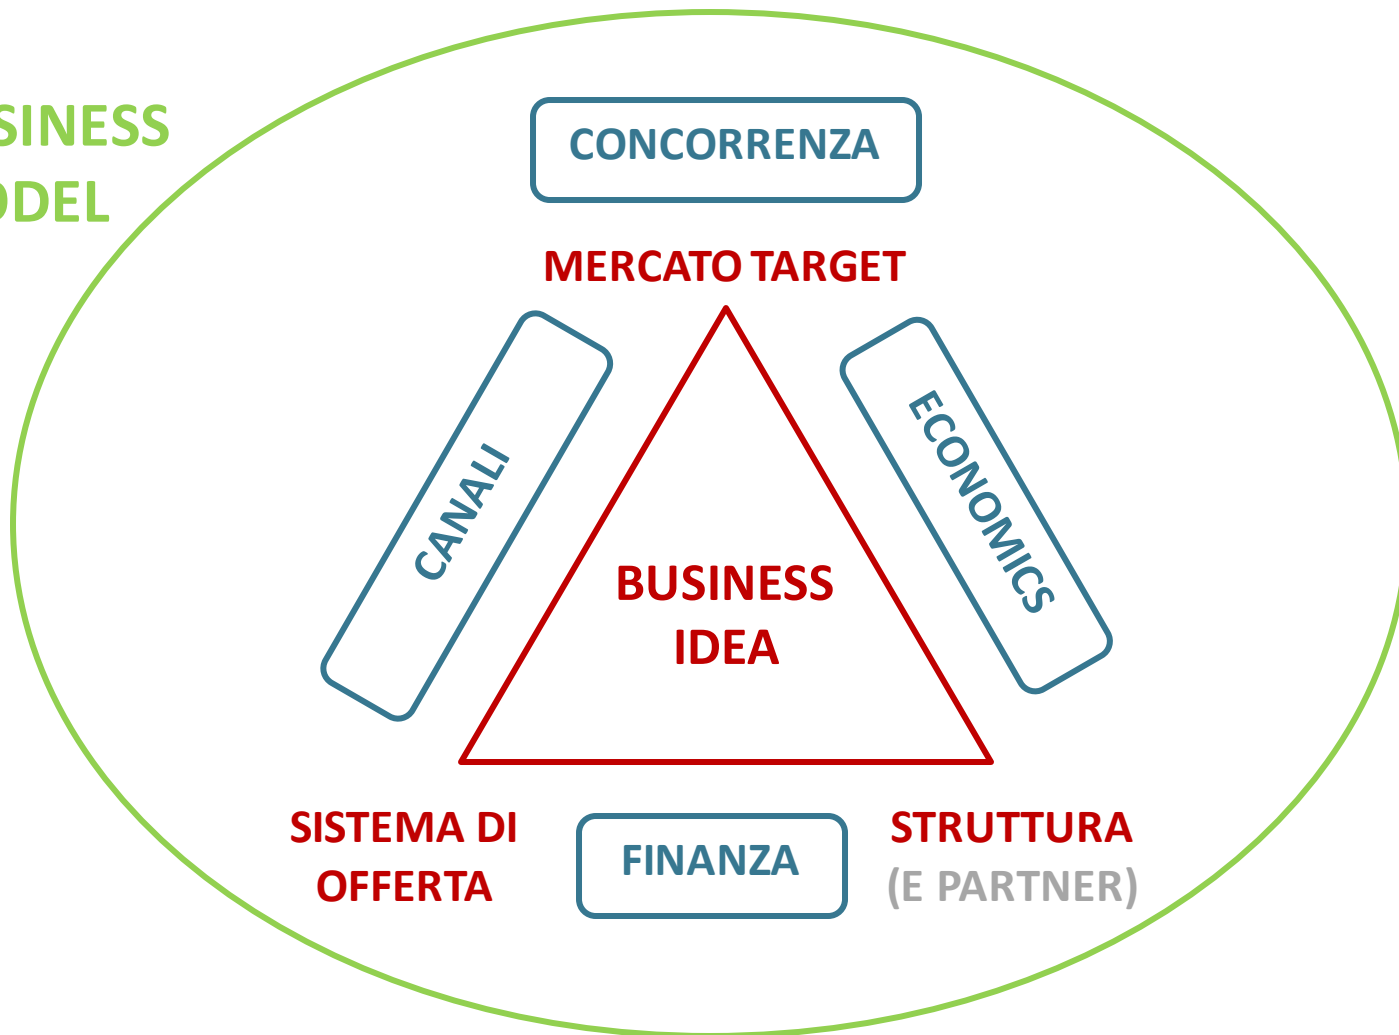 SINESS
ODEL
CONCORRENZA
MERCATO TARGET
CANALI
ECONOMICS
BUSINESS
IDEA
SISTEMA DI
OFFERTA
FINANZA
STRUTTURA
(E PARTNER)